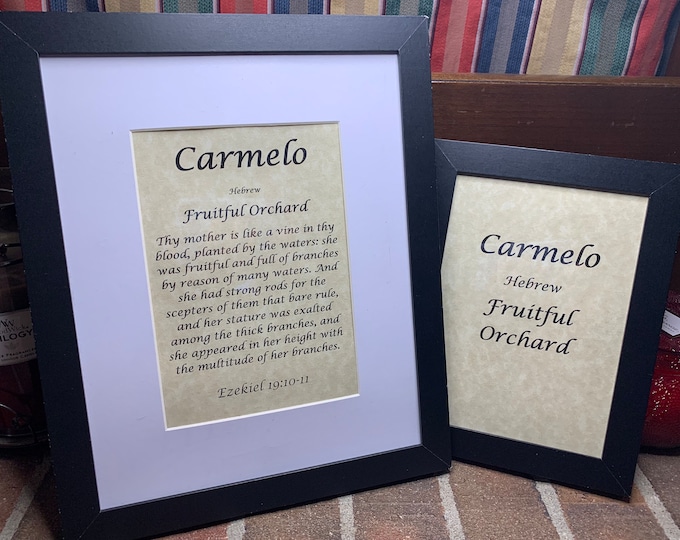 Carmelo
Hebrew
Fruitful Orchard
Thy mother is like a vine in thy
blood, planted by the waters: she
was fruitful and full of branches
by reason of many waters. And
she had strong rods for the
scepters of them that bare rule,
and her stature was exalted
among the thick branches, and
she appeared in her height with
the multitude of her branches.
Ezekiel 19:10-11
Carmelo
Hebrew
Fruitful
Orchard